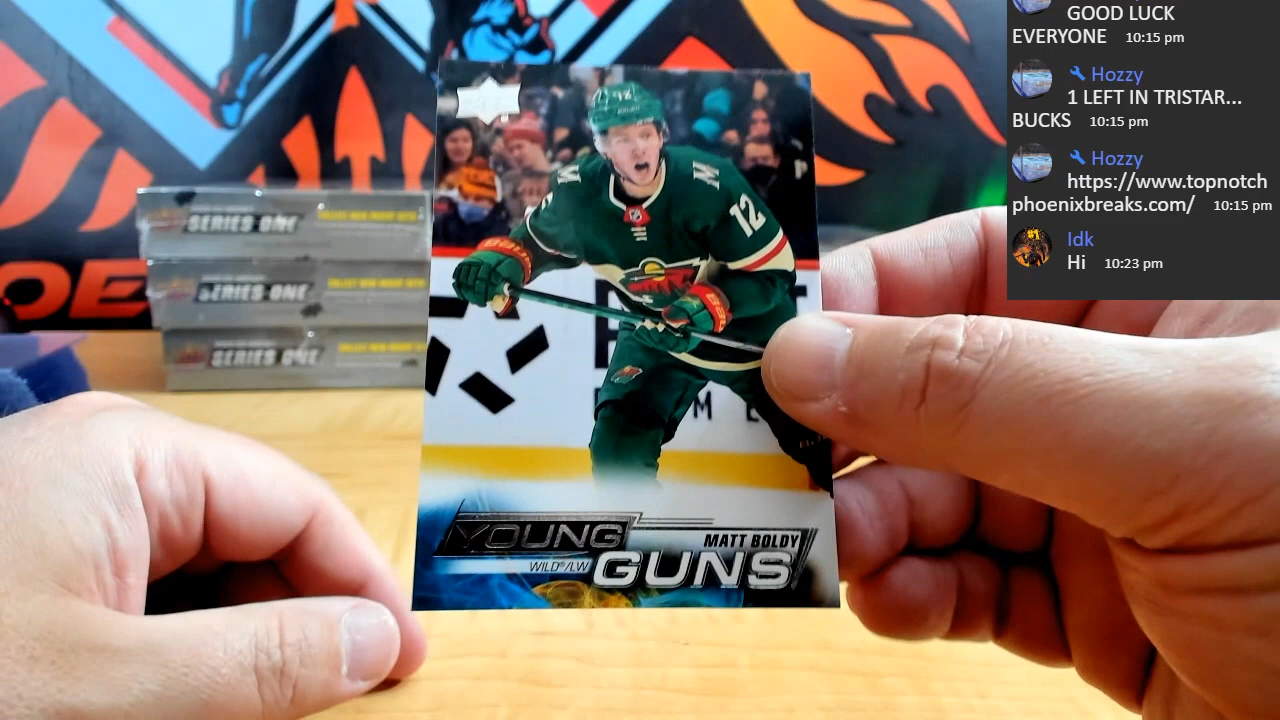 GOOD LUCK
EVERYONE 10:15 pm
Hozzy
1 LEFT IN TRISTAR...
BUCKS 10:15 pm
Hozzy
https://www.topnotch
phoenixbreaks.com/ 10:15 pm
Idk
Hi 10:23 pm
SERIES ONE
SERIES ONE
SERIES ONE
OE
12
M
M
12
M E
YOUNG
MATT BOLDY
WILD®/LW
GUNS